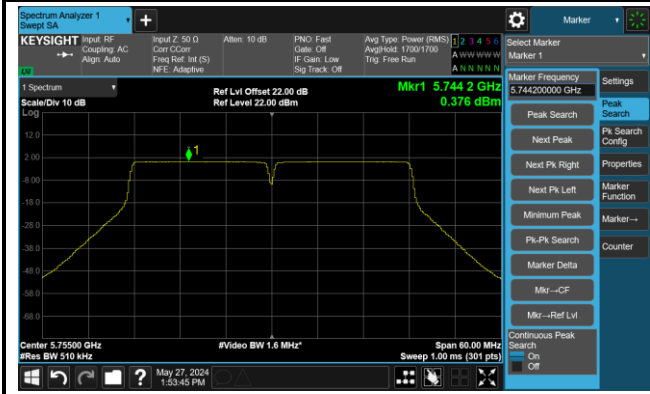 Spectrum Analyzer 1
Swept SA
+
Marker
KEYSIGHT
Input: RF
Coupling: AC
Align: Auto
Input Z: 50 Ω
Corr CCorr
Freq Ref: Int (S)
NFE: Adaptive
Atten: 10 dB
PNO: Fast
Gate: Off
IF Gain: Low
Sig Track: Off
Avg Type: Power (RMS)
Avg|Hold: 1700/1700
Trig: Free Run
1 2 3 4 5 6
A W W W W W
A N N N N N
Select Marker
Marker 1
1 Spectrum
Scale/Div 10 dB
Log
Ref Lvl Offset 22.00 dB
Ref Level 22.00 dBm
Mkr1 5.744 2 GHz
0.376 dBm
12.0
2.00
-8.00
-18.0
-28.0
-38.0
-48.0
-58.0
-68.0
1
Center 5.75500 GHz
#Res BW 510 kHz
#Video BW 1.6 MHz*
Span 60.00 MHz
Sweep 1.00 ms (301 pts)
Marker Frequency
5.744200000 GHz
Peak Search
Next Peak
Next Pk Right
Next Pk Left
Minimum Peak
Pk-Pk Search
Marker Delta
Mkr→CF
Mkr→Ref Lvl
Continuous Peak
Search
On
Off
Settings
Peak
Search
Pk Search
Config
Properties
Marker
Function
Marker→
Counter
?
May 27, 2024
1:53:45 PM